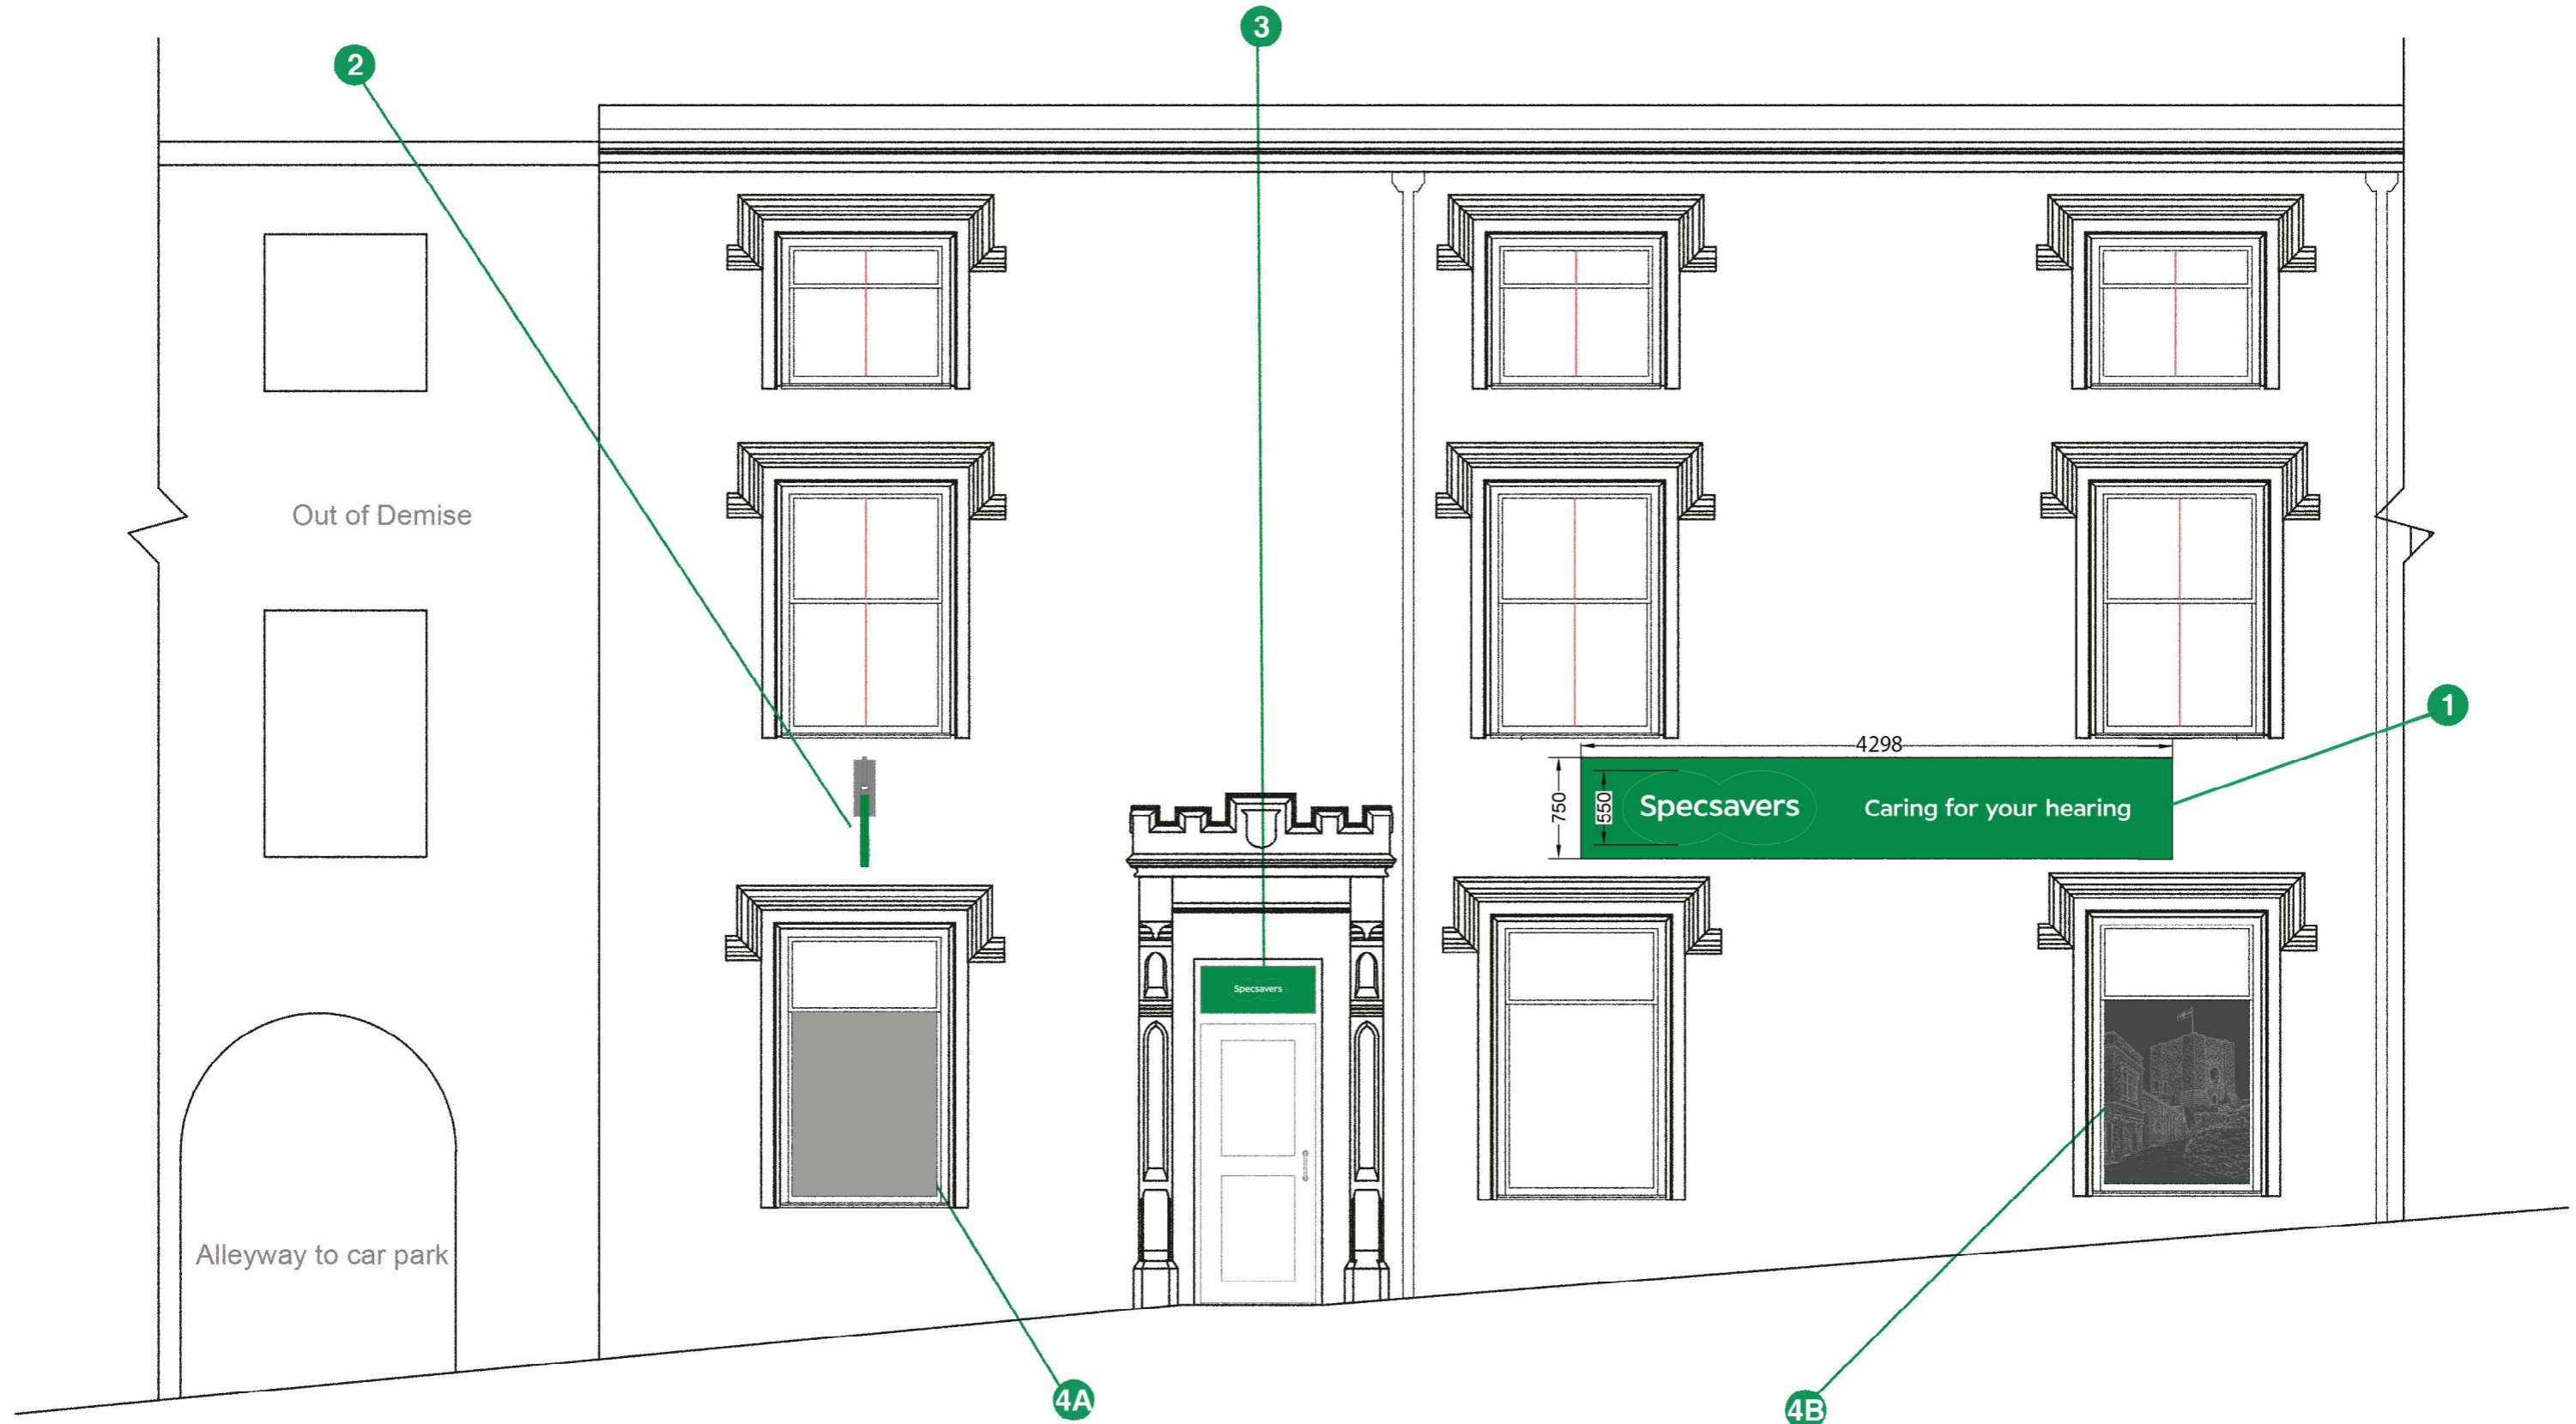 3
2
Out of Demise
1
4298
750
550
Specsavers
Caring for your hearing
Specsavers
Alleyway to car park
4A
4B